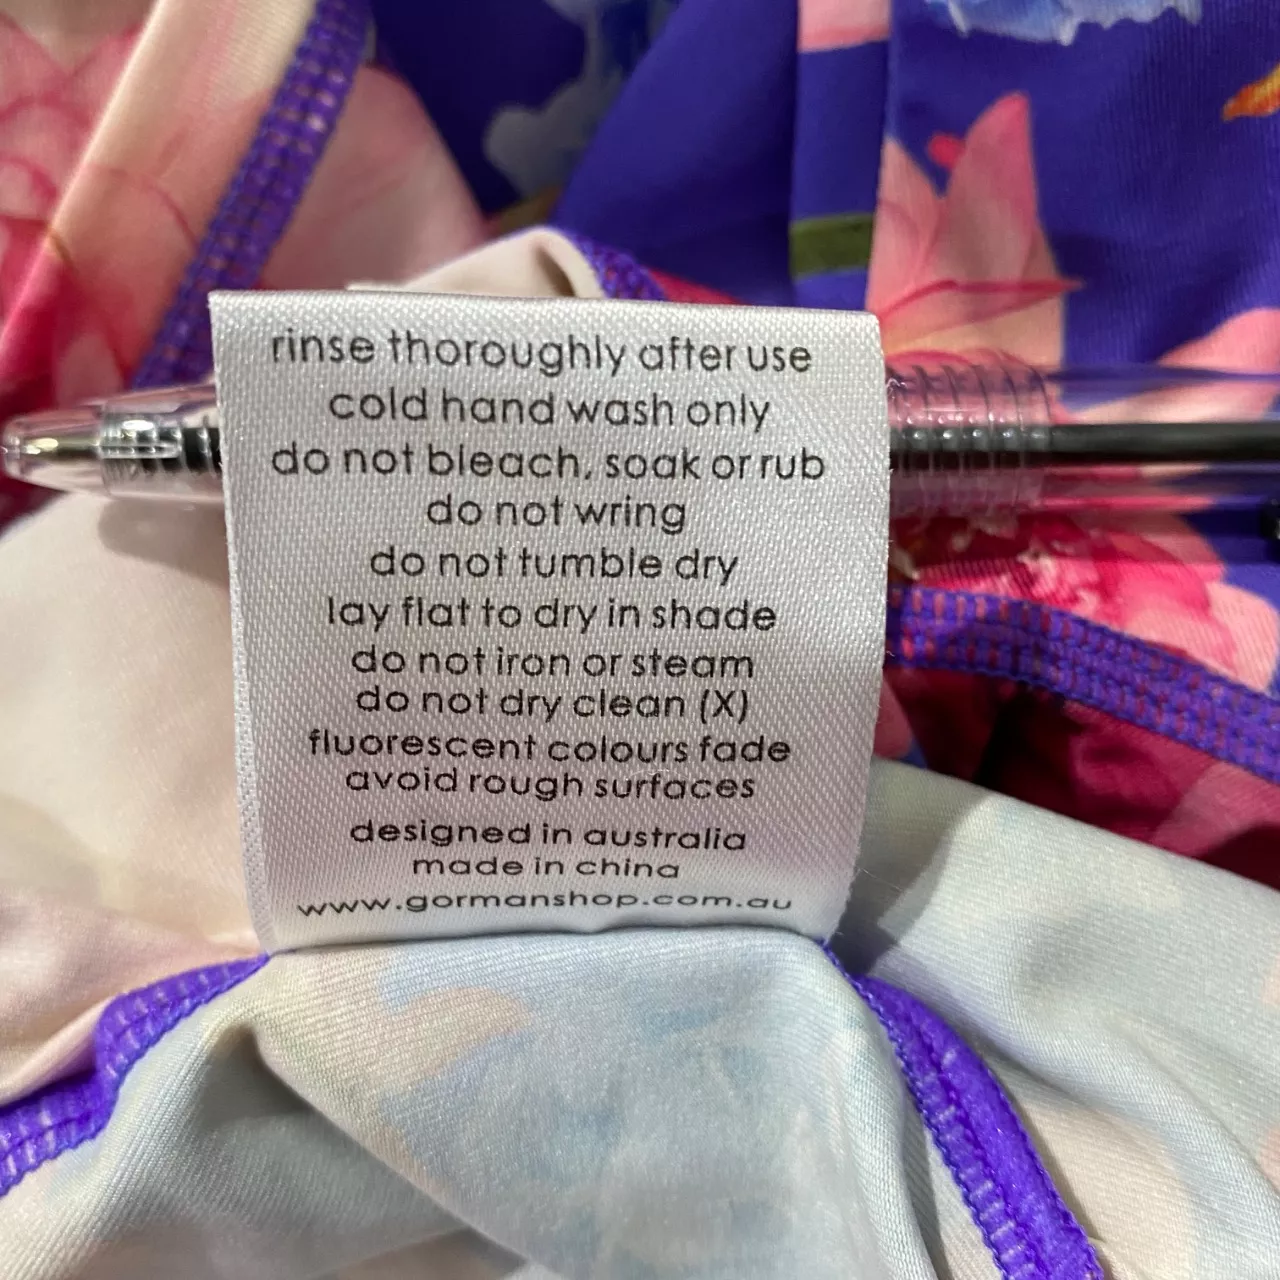 rinse thoroughly after use
cold hand wash only
do not bleach, soak or rub
do not wring
do not tumble dry
lay flat to dry in shade
do not iron or steam
do not dry clean (X)
fluorescent colours fade
avoid rough surfaces
designed in australia
made in china
www.gormanshop.com.au